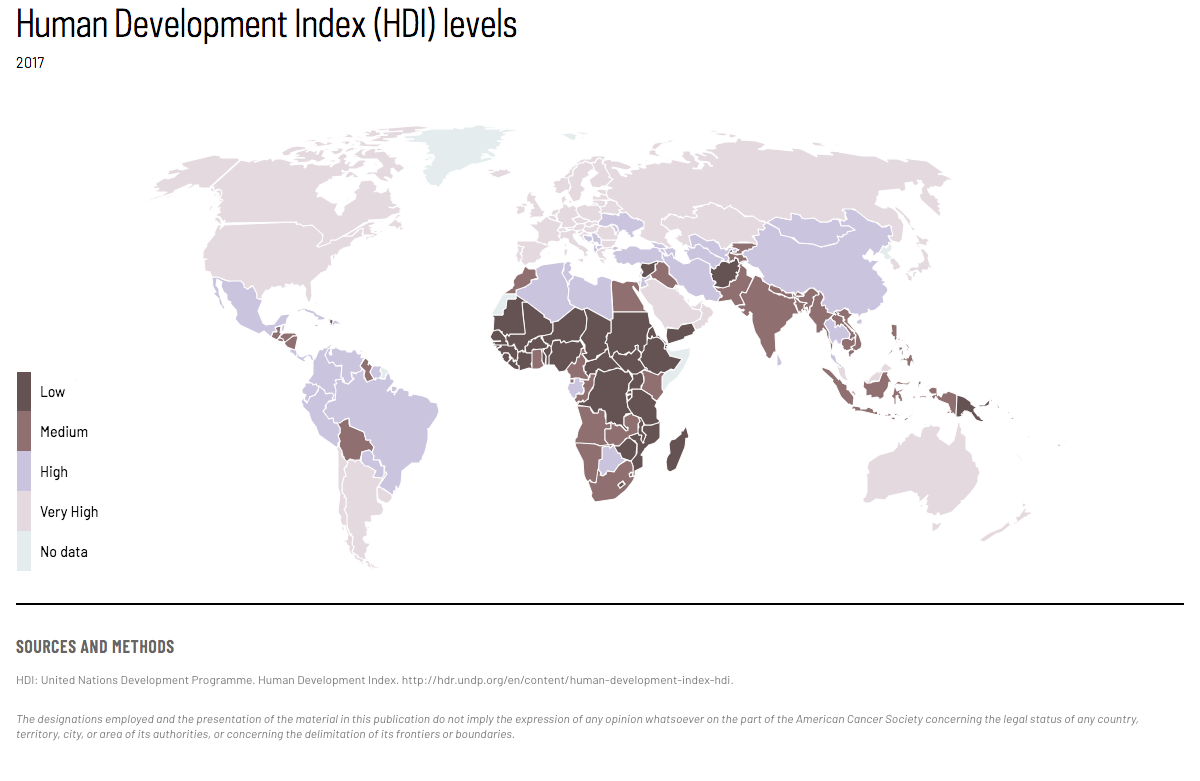 Human Development Index (HDI) levels
2017
Low
Medium
High
Very High
No data
SOURCES AND METHODS
HDI: United Nations Development Programme. Human Development Index. http://hdr.undp.org/en/content/human-development-index-hdi.
The designations employed and the presentation of the material in this publication do not imply the expression of any opinion whatsoever on the part of the American Cancer Society concerning the legal status of any country,
territory, city, or area of its authorities, or concerning the delimitation of its frontiers or boundaries.